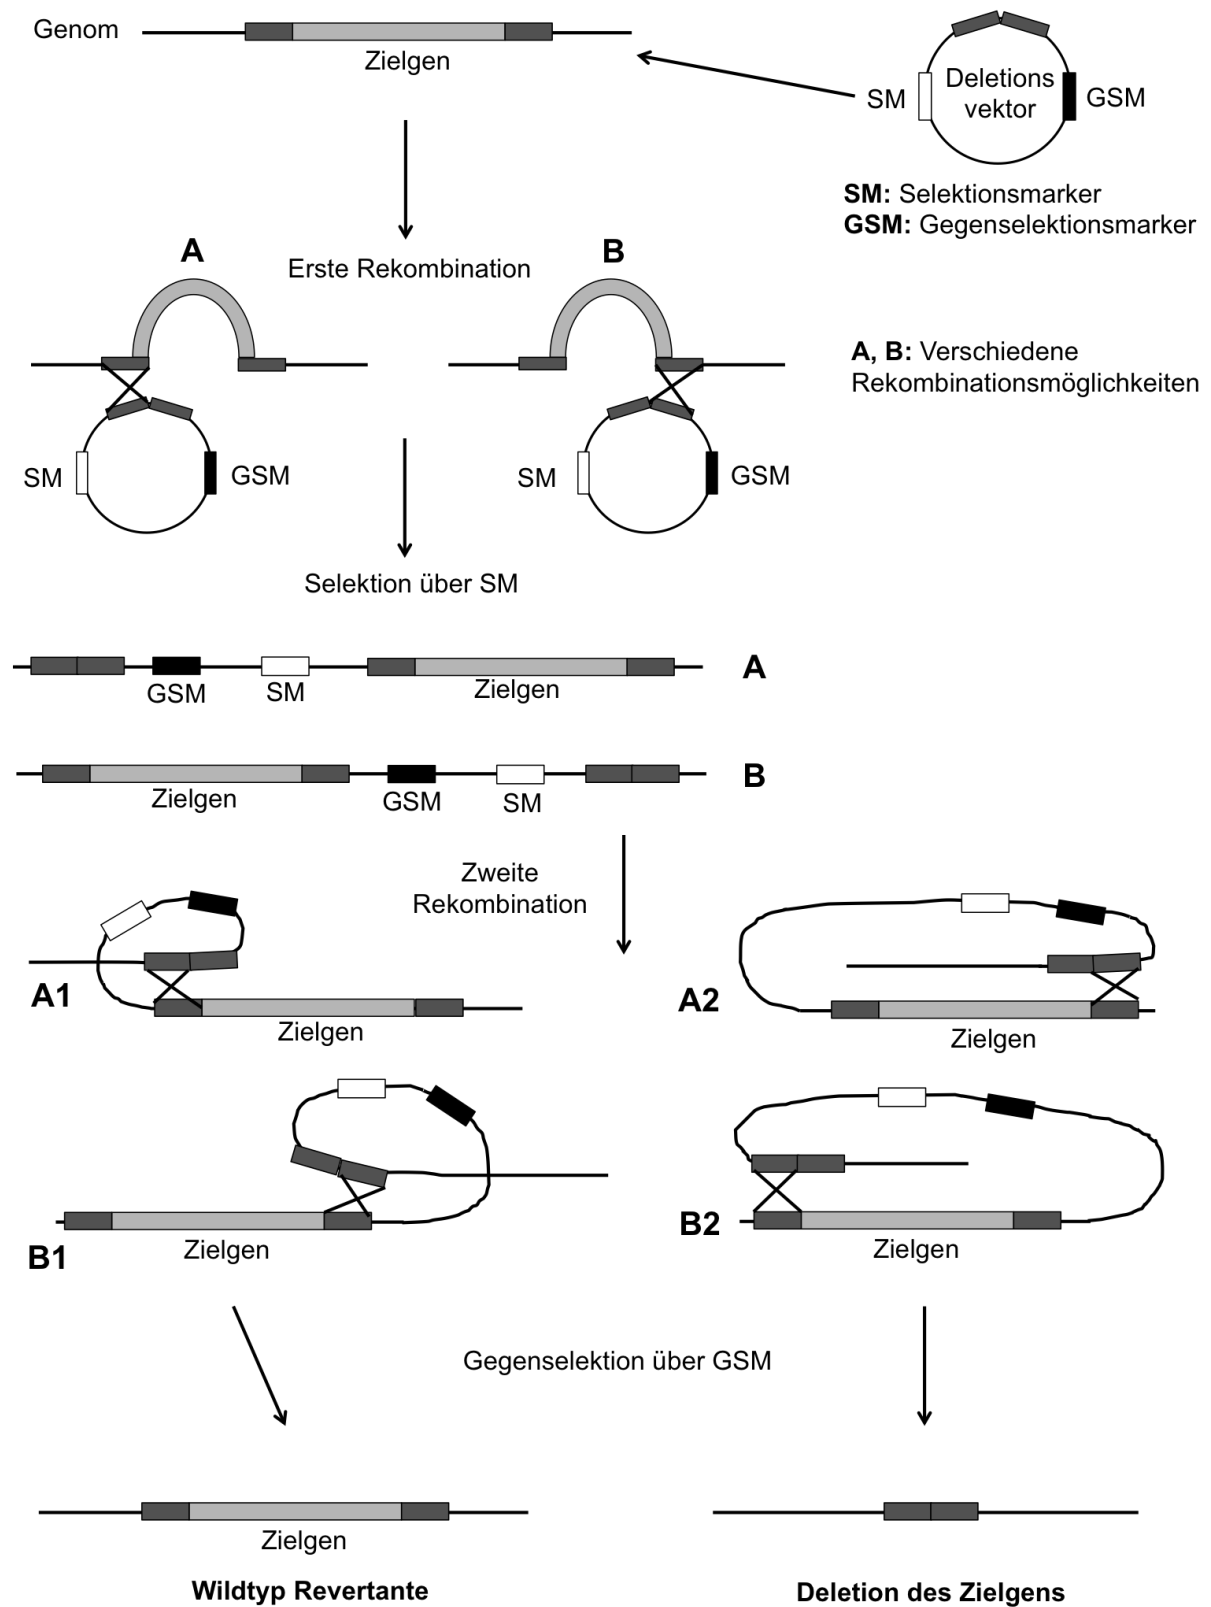 Genom
Zielgen
SM
Deletions
vektor
GSM
SM: Selektionsmarker
GSM: Gegenselektionsmarker
A
Erste Rekombination
B
A, B: Verschiedene
Rekombinationsmöglichkeiten
SM
GSM
SM
GSM
Selektion über SM
GSM
SM
Zielgen
A
Zielgen
GSM
SM
B
Zweite
Rekombination
A1
Zielgen
A2
Zielgen
B1
Zielgen
B2
Zielgen
Gegenselektion über GSM
Zielgen
Wildtyp Revertante
Deletion des Zielgens